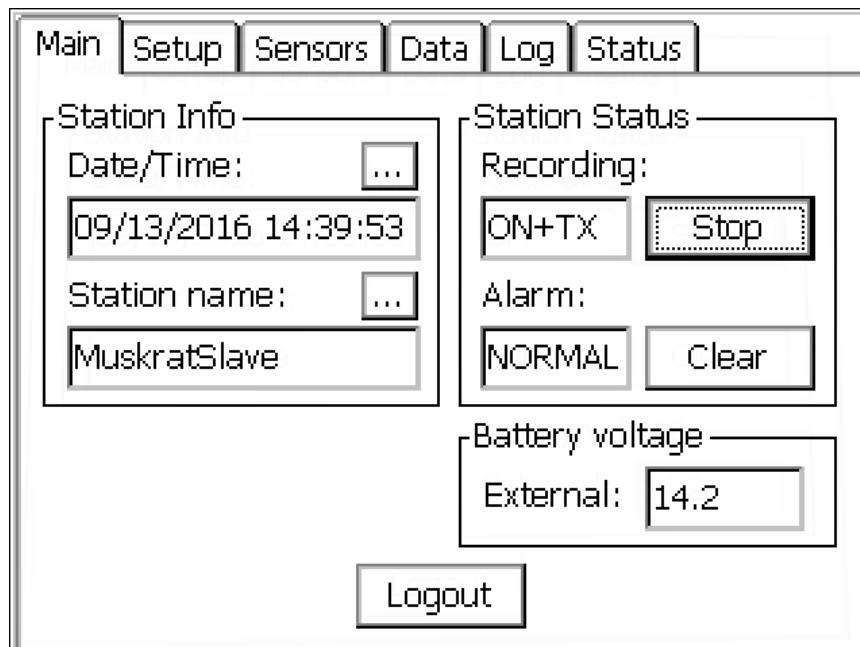 Main Setup Sensors Data Log Status
Station Info
Date/Time: ...
09/13/2016 14:39:53
Station name: ...
MuskratSlave
Station Status
Recording:
ON+TX Stop
Alarm:
NORMAL Clear
Battery voltage
External: 14.2
Logout